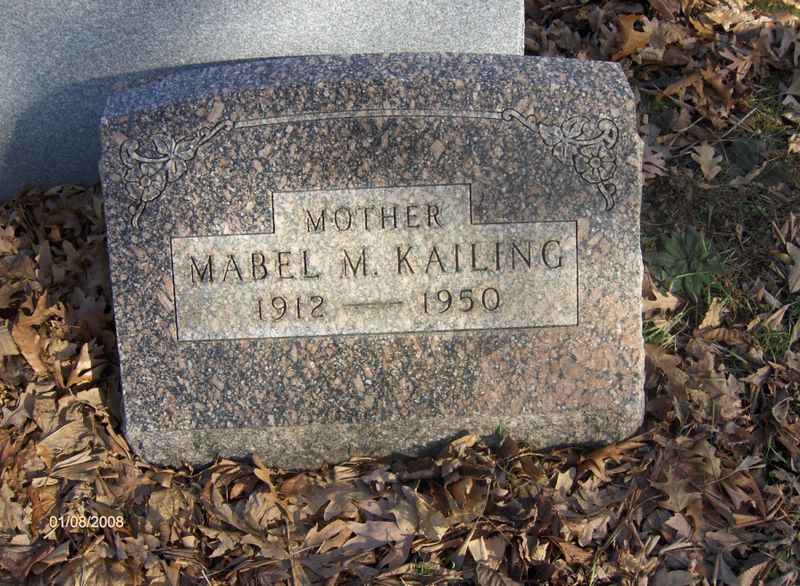 MOTHER
MABEL M. KAILING
1912 — 1950
01/08/2008